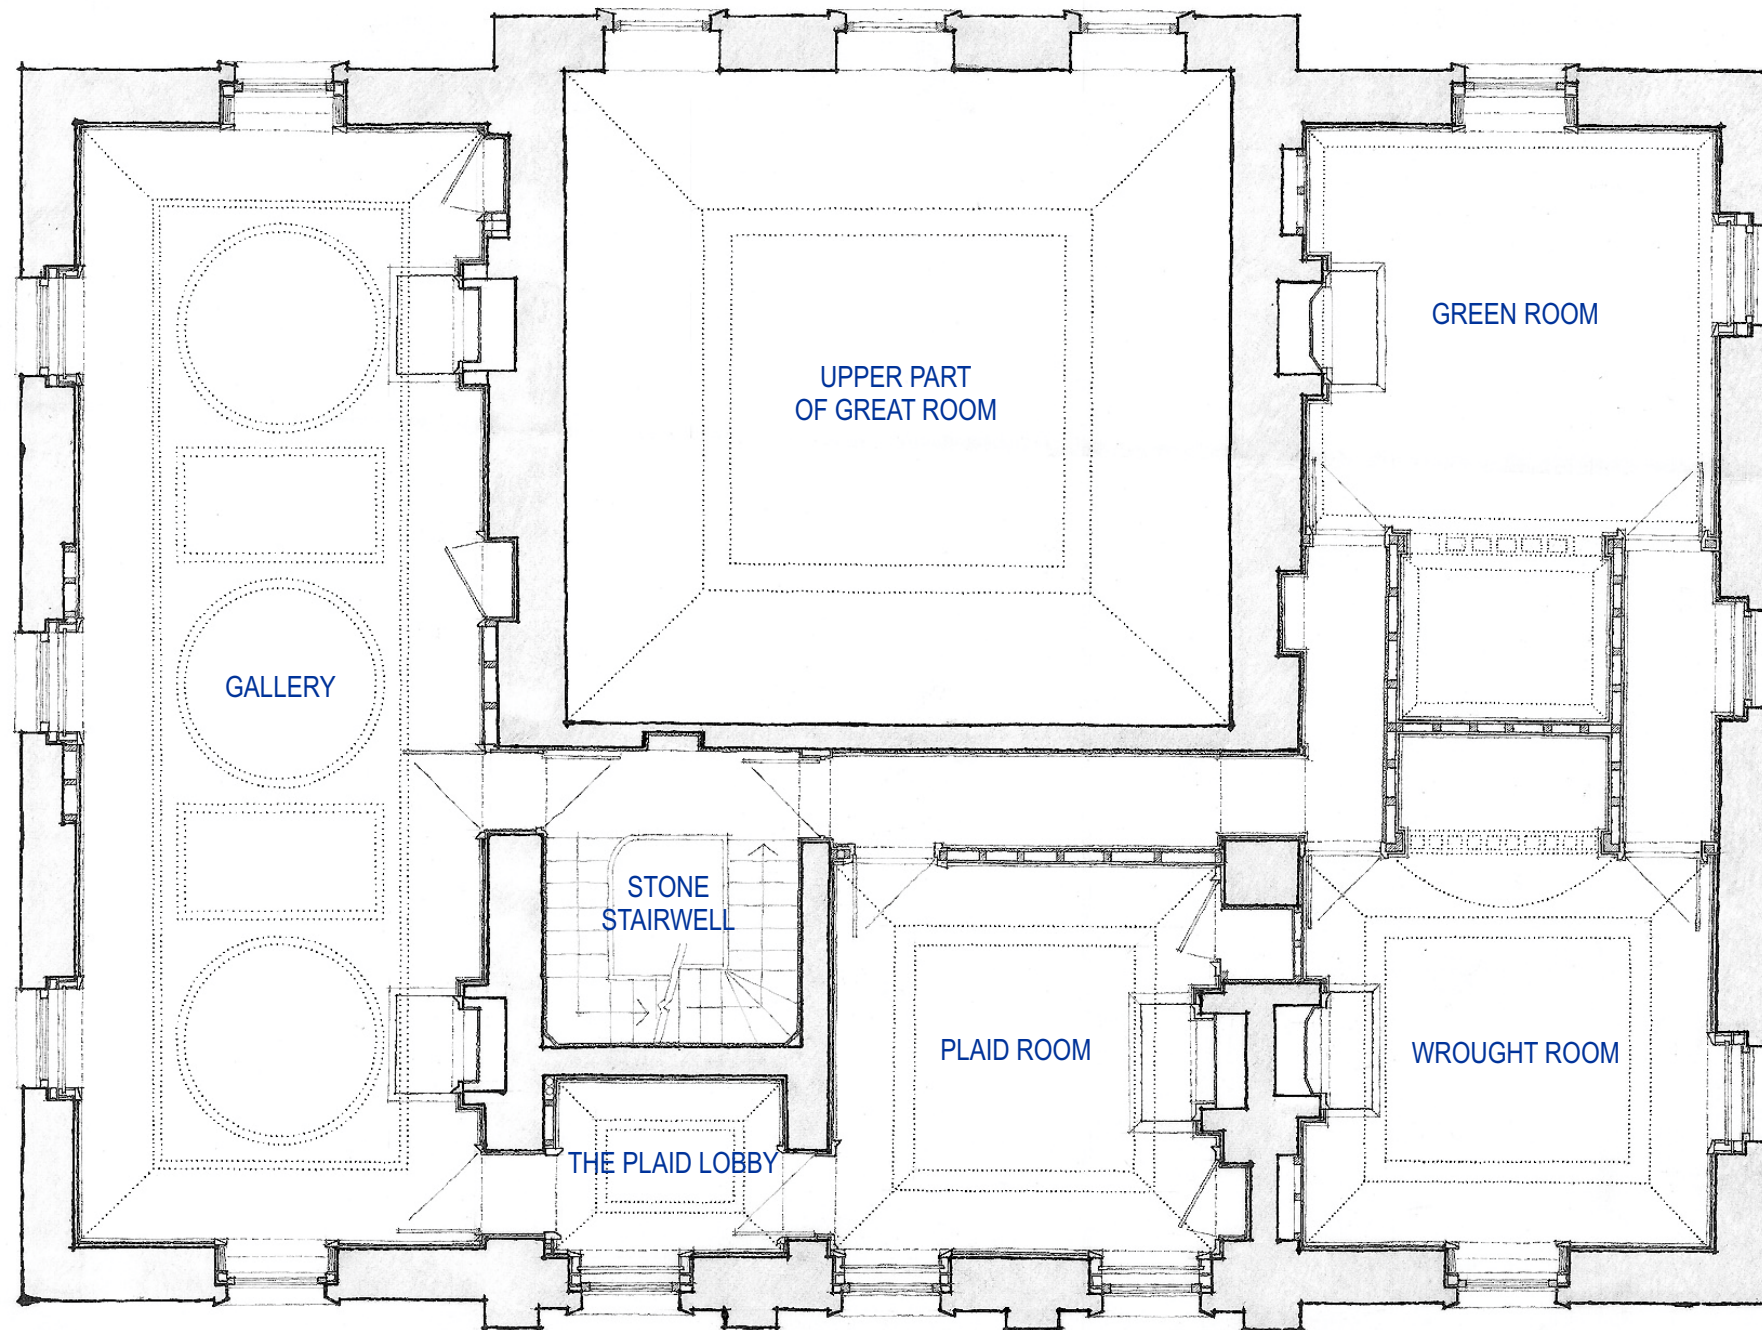 GREEN ROOM
UPPER PART
OF GREAT ROOM
GALLERY
STONE
STAIRWELL
PLAID ROOM
WROUGHT ROOM
THE PLAID LOBBY